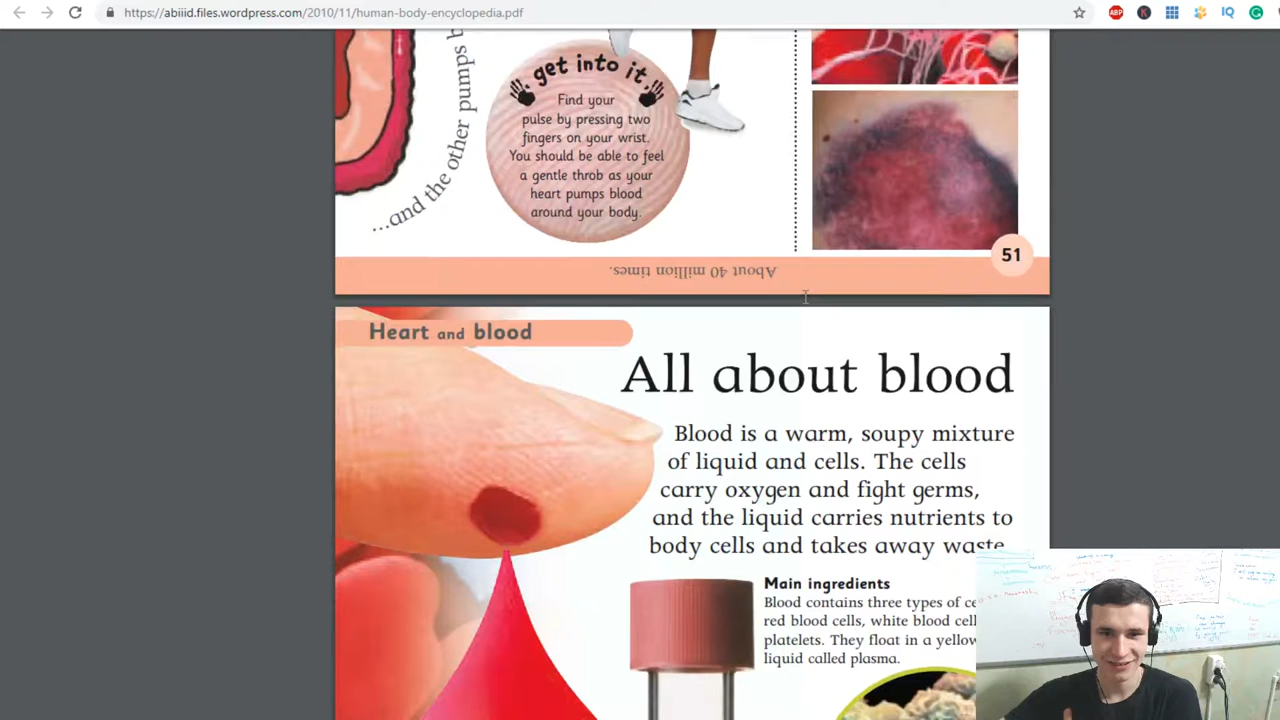 https://abiiid.files.wordpress.com/2010/11/human-body-encyclopedia.pdf
ABP
K
IQ
G
...and the other pumps
get into it
Find your
pulse by pressing two
fingers on your wrist.
You should be able to feel
a gentle throb as your
heart pumps blood
around your body.
About 40 million times.
51
Heart and blood
All about blood
Blood is a warm, soupy mixture
of liquid and cells. The cells
carry oxygen and fight germs,
and the liquid carries nutrients to
body cells and takes away waste
Main ingredients
Blood contains three types of
red blood cells, white blood
platelets. They float in a
liquid called plasma.